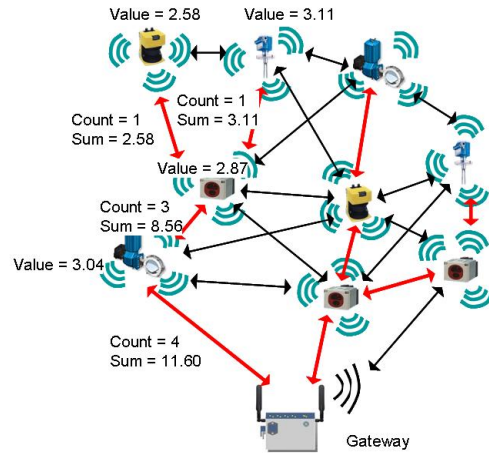 Value = 2.58
Value = 3.11
Count = 1
Sum = 2.58
Count = 1
Sum = 3.11
Value = 2.87
Count = 3
Sum = 8.56
Value = 3.04
Count = 4
Sum = 11.60
Gateway